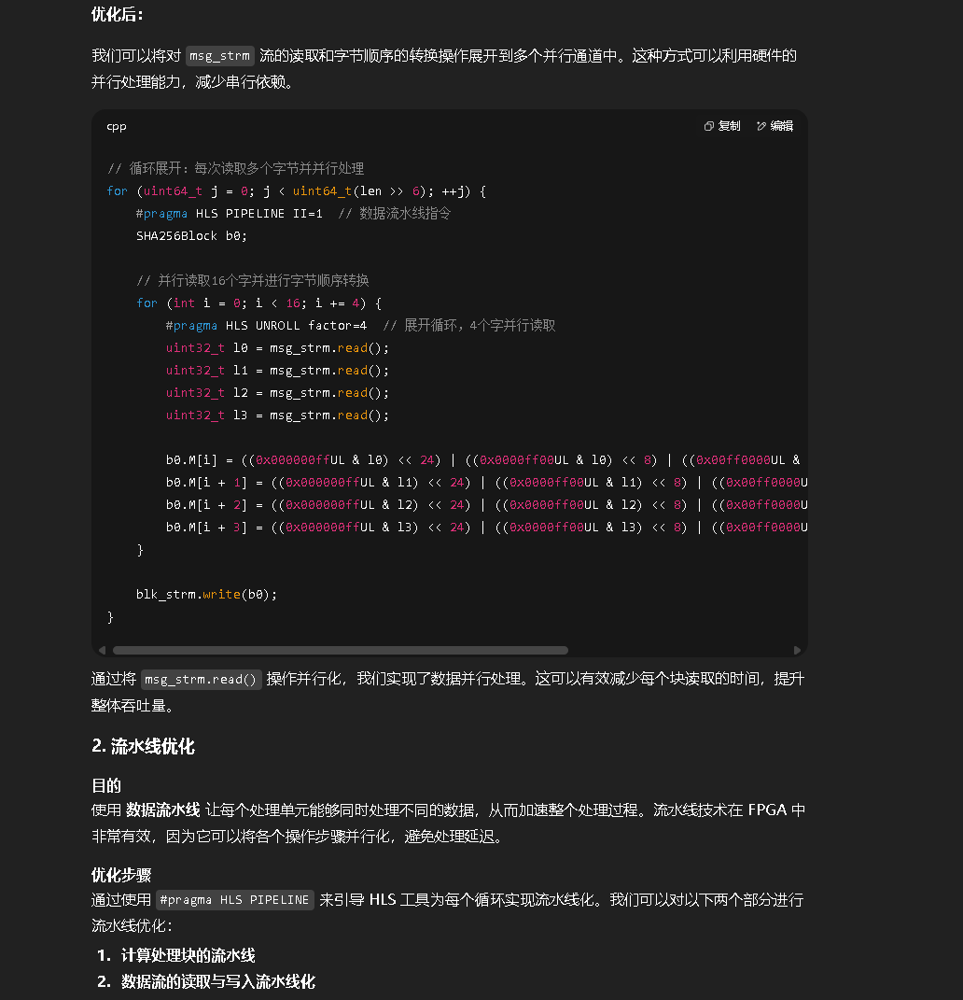 优化后：
我们可以将对 msg_strm 流的读取和字节顺序的转换操作展开到多个并行通道中。这种方式可以利用硬件的
并行处理能力，减少串行依赖。
cpp 复制 编辑
// 循环展开：每次读取多个字节并并行处理
for (uint64_t j = 0; j < uint64_t(len >> 6); ++j) {
#pragma HLS PIPELINE II=1 // 数据流水线指令
SHA256Block b0;
// 并行读取16个字并进行字节顺序转换
for (int i = 0; i < 16; i += 4) {
#pragma HLS UNROLL factor=4 // 展开循环，4个字并行读取
uint32_t l0 = msg_strm.read();
uint32_t l1 = msg_strm.read();
uint32_t l2 = msg_strm.read();
uint32_t l3 = msg_strm.read();
b0.M[i] = ((0x000000ffUL & l0) << 24) | ((0x0000ff00UL & l0) << 8) | ((0x00ff0000UL &
b0.M[i + 1] = ((0x000000ffUL & l1) << 24) | ((0x0000ff00UL & l1) << 8) | ((0x00ff0000U
b0.M[i + 2] = ((0x000000ffUL & l2) << 24) | ((0x0000ff00UL & l2) << 8) | ((0x00ff0000U
b0.M[i + 3] = ((0x000000ffUL & l3) << 24) | ((0x0000ff00UL & l3) << 8) | ((0x00ff0000U
}
blk_strm.write(b0);
}
通过将 msg_strm.read() 操作并行化，我们实现了数据并行处理。这可以有效减少每个块读取的时间，提升
整体吞吐量。
2. 流水线优化
目的
使用 数据流水线 让每个处理单元能够同时处理不同的数据，从而加速整个处理过程。流水线技术在 FPGA 中
非常有效，因为它可以将各个操作步骤并行化，避免处理延迟。
优化步骤
通过使用 #pragma HLS PIPELINE 来引导 HLS 工具为每个循环实现流水线化。我们可以对以下两个部分进行
流水线优化：
1. 计算处理块的流水线
2. 数据流的读取与写入流水线化